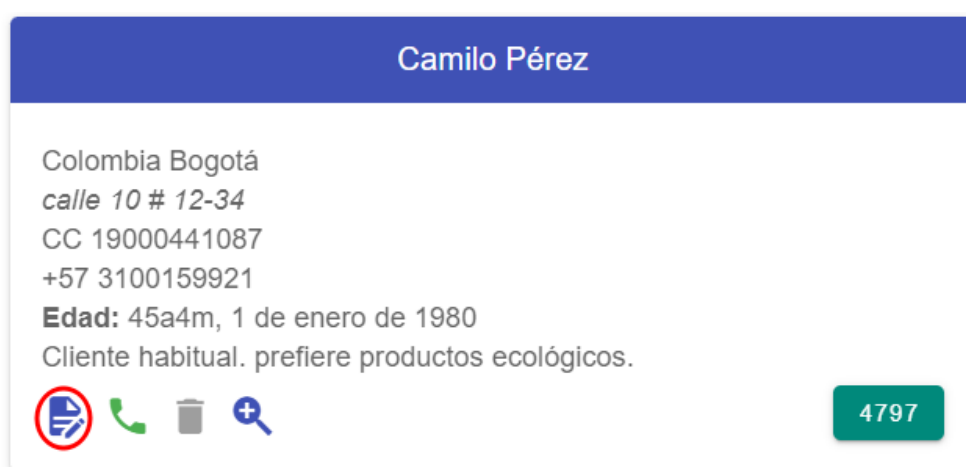 Camilo Pérez
Colombia Bogotá
calle 10 # 12-34
CC 19000441087
+57 3100159921
Edad: 45a4m, 1 de enero de 1980
Cliente habitual. prefiere productos ecológicos.
4797